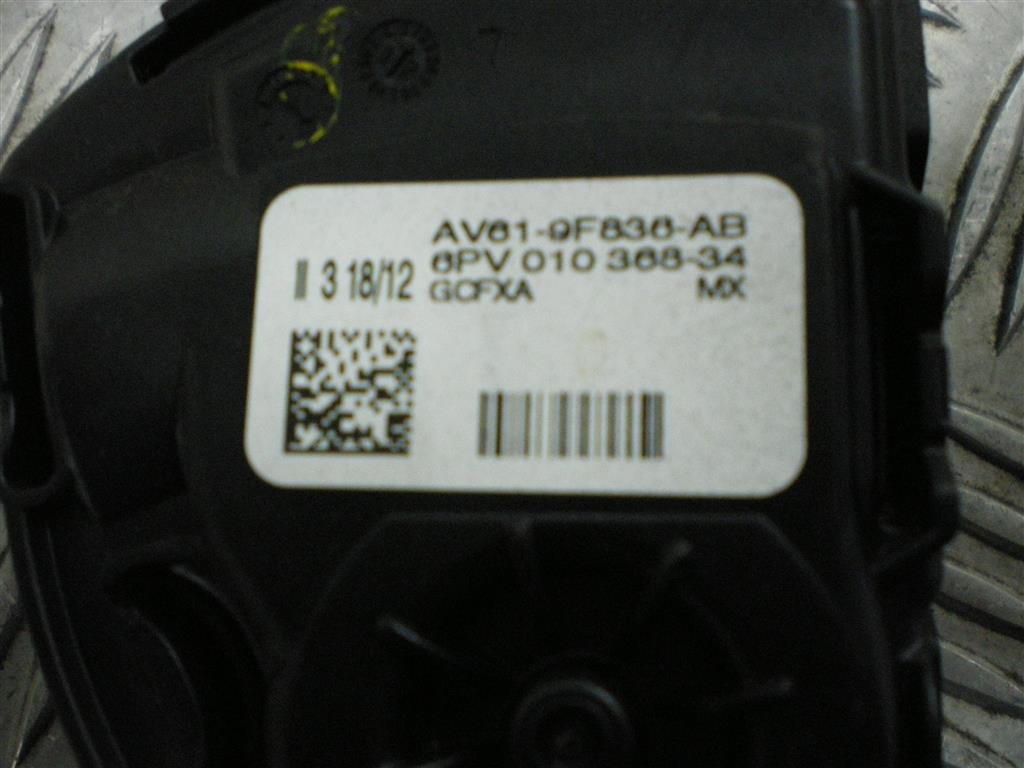 AV61-9F836-AB
6PV 010 368-34
||| 3 18/12 GCFXA MX